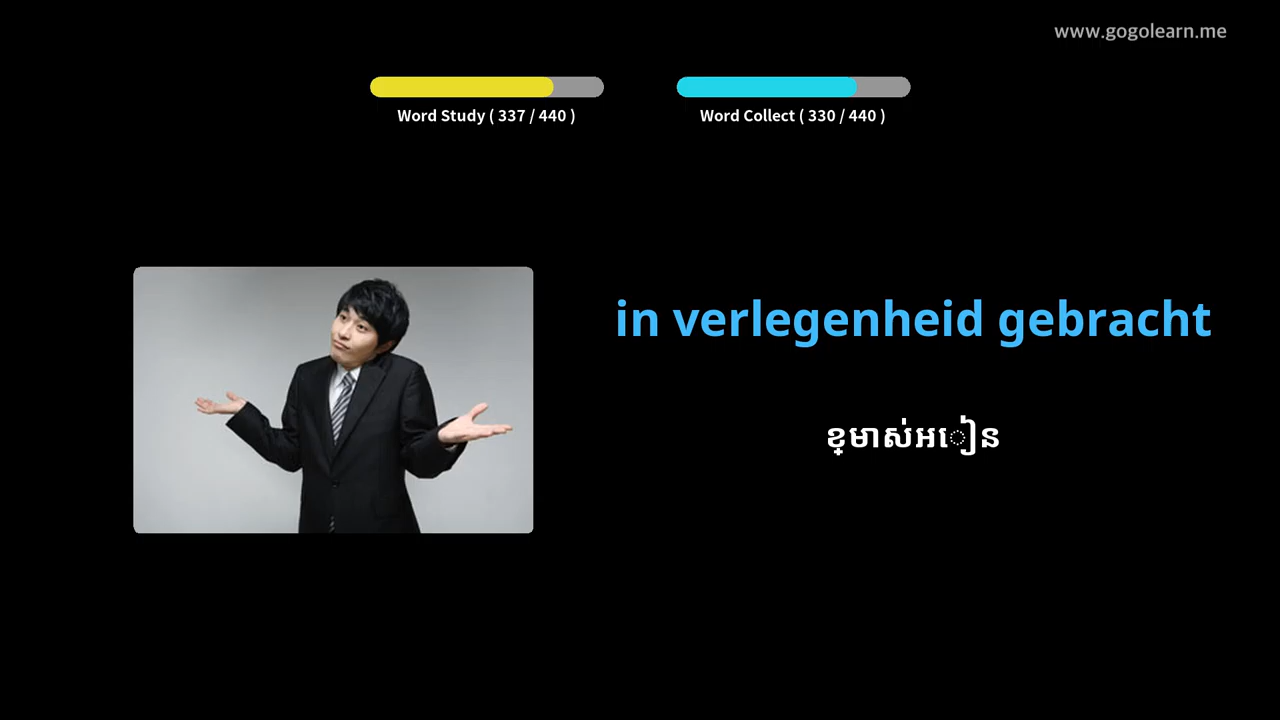 www.gogolearn.me
Word Study ( 337 / 440 )
Word Collect ( 330 / 440 )
in verlegenheid gebracht
ខ្មាស់អៀន